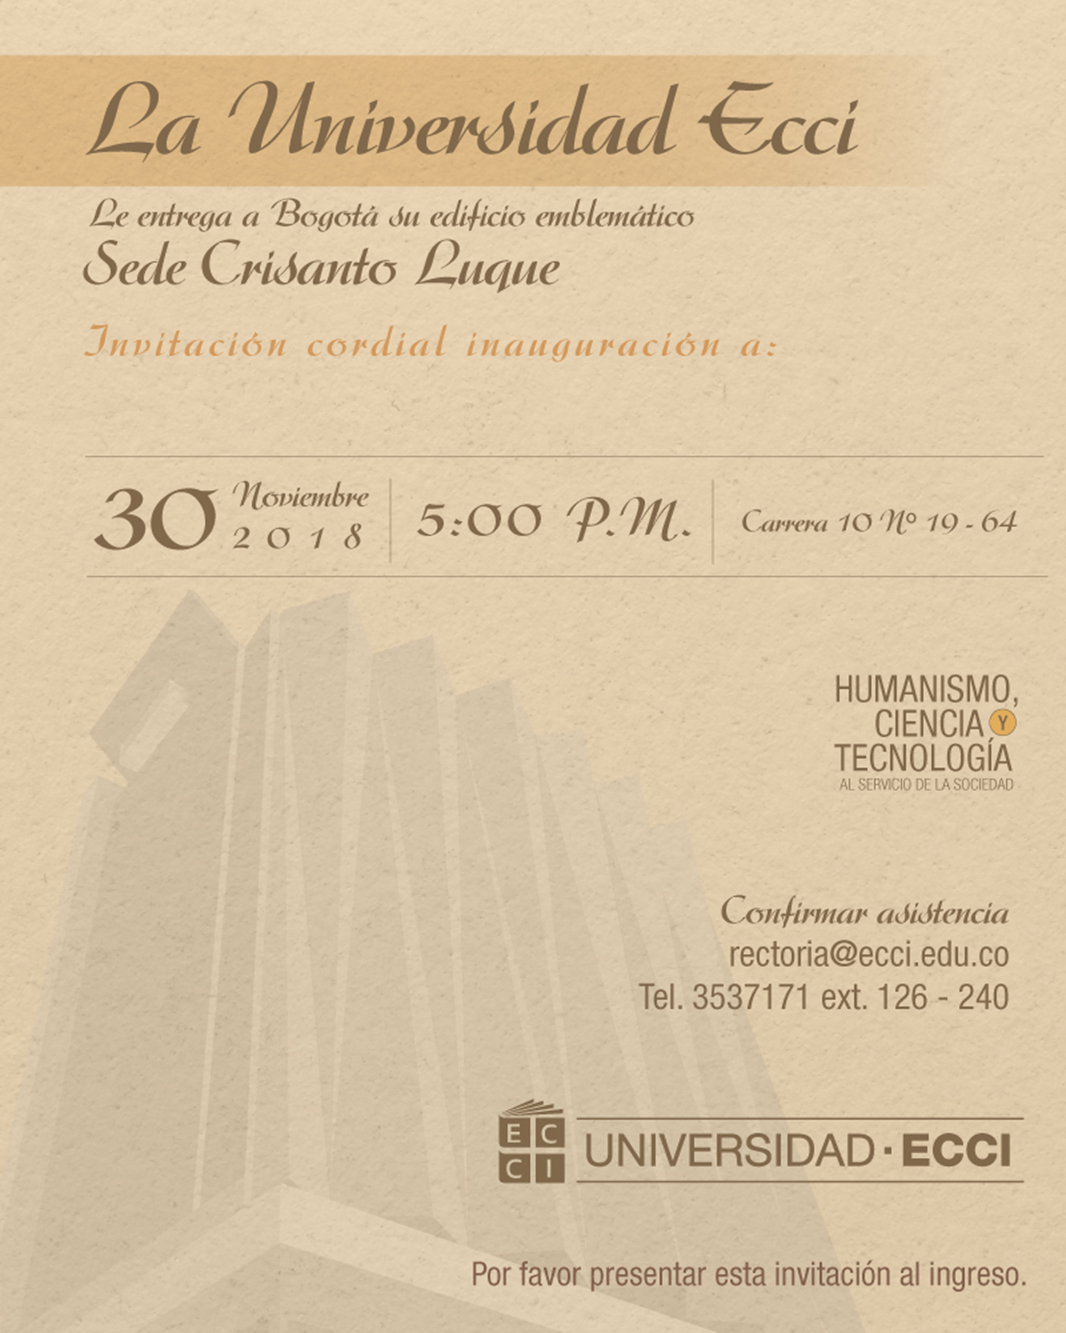 La Universidad Ecci
Le entrega a Bogotá su edificio emblemático
Sede Crisanto Luque
Invitación cordial inauguración a:
30 Noviembre
2018
5:00 P.M.
Carrera 10 Nº 19 - 64
HUMANISMO,
CIENCIA Y
TECNOLOGÍA
AL SERVICIO DE LA SOCIEDAD
Confirmar asistencia
rectoria@ecci.edu.co
Tel. 3537171 ext. 126 - 240
EC
CI
UNIVERSIDAD · ECCI
Por favor presentar esta invitación al ingreso.